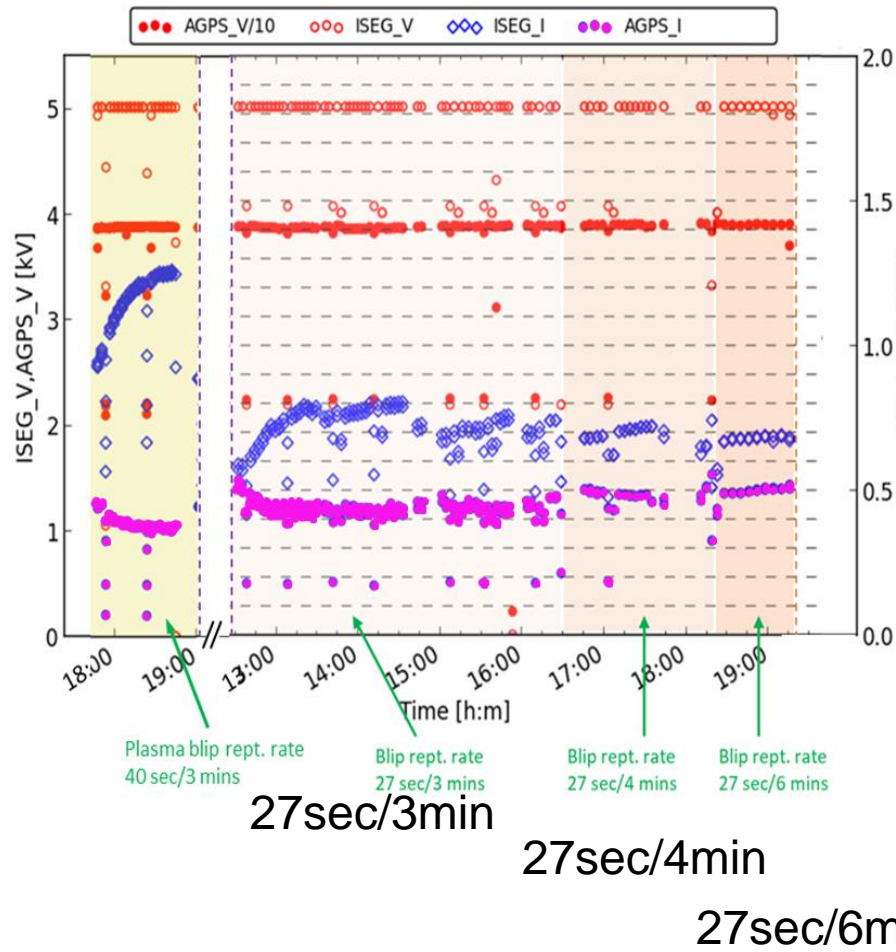 AGPS_V/10 ISEG_V ISEG_I AGPS_I
2.0
5
4
1.5
ISEG_V,AGPS_V [kV]
3
1.0
2
0.5
1
0
0.0
18:00 19:00 // 13:00 14:00 15:00 16:00 17:00 18:00 19:00
Time [h:m]
Plasma blip rept. rate
40 sec/3 mins
Blip rept. rate
27 sec/3 mins
Blip rept. rate
27 sec/4 mins
Blip rept. rate
27 sec/6 mins
27sec/3min
27sec/4min
27sec/6m